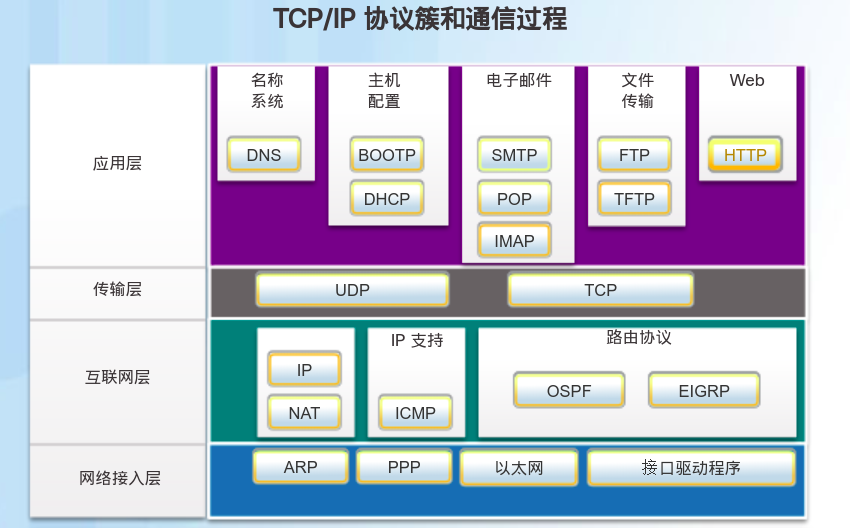 TCP/IP 协议簇和通信过程
应用层
名称
系统
DNS
主机
配置
BOOTP
DHCP
电子邮件
SMTP
POP
IMAP
文件
传输
FTP
TFTP
Web
HTTP
传输层
UDP
TCP
互联网层
IP
NAT
IP 支持
ICMP
路由协议
OSPF
EIGRP
网络接入层
ARP
PPP
以太网
接口驱动程序